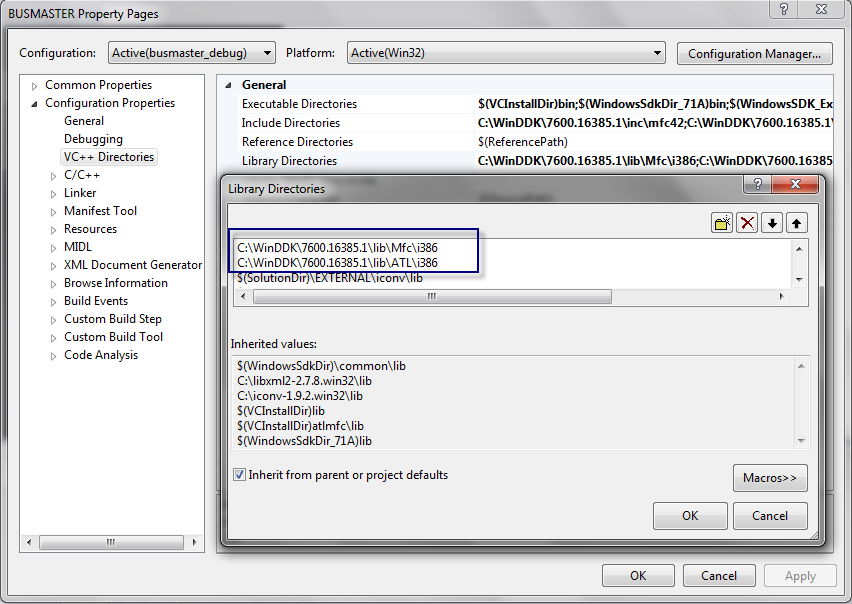 BUSMASTER Property Pages
Configuration: Active(busmaster_debug) Platform: Active(Win32) Configuration Manager...
Common Properties
Configuration Properties
General
Debugging
VC++ Directories
C/C++
Linker
Manifest Tool
Resources
MIDL
XML Document Generator
Browse Information
Build Events
Custom Build Step
Custom Build Tool
Code Analysis
General
Executable Directories $(VCInstallDir)bin;$(WindowsSdkDir_71A)bin;$(WindowsSDK_Ex
Include Directories C:\WinDDK\7600.16385.1\inc\mfc42;C:\WinDDK\7600.16385.1\
Reference Directories $(ReferencePath)
Library Directories C:\WinDDK\7600.16385.1\lib\Mfc\i386;C:\WinDDK\7600.16385
Library Directories
C:\WinDDK\7600.16385.1\lib\Mfc\i386
C:\WinDDK\7600.16385.1\lib\ATL\i386
$(SolutionDir)\EXTERNAL\iconv\lib
Inherited values:
$(WindowsSdkDir)\common\lib
C:\libxml2-2.7.8.win32\lib
C:\iconv-1.9.2.win32\lib
$(VCInstallDir)lib
$(VCInstallDir)atlmfc\lib
$(WindowsSdkDir_71A)lib
Inherit from parent or project defaults
Macros>>
OK Cancel
OK Cancel Apply